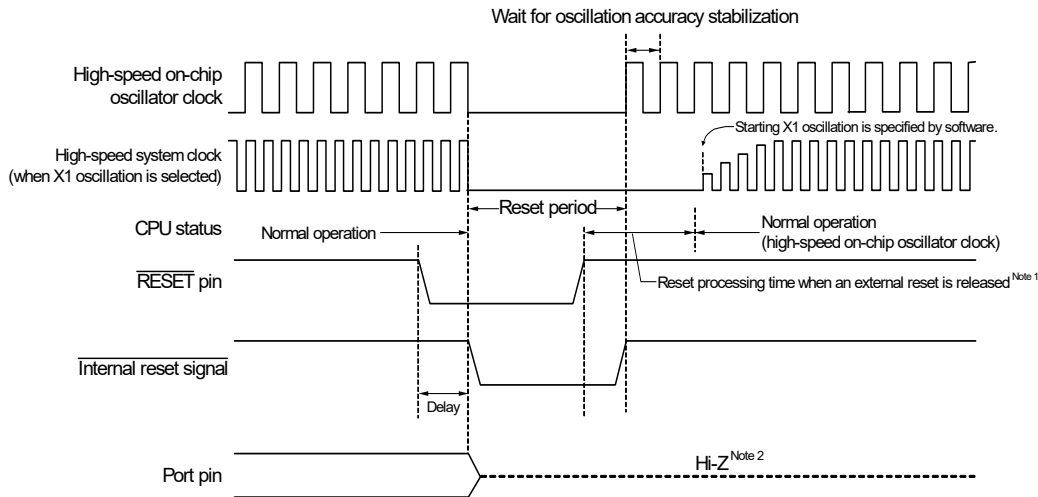 Wait for oscillation accuracy stabilization
High-speed on-chip
oscillator clock
Starting X1 oscillation is specified by software.
High-speed system clock
(when X1 oscillation is selected)
Reset period
CPU status
Normal operation
Normal operation
(high-speed on-chip oscillator clock)
RESET pin
Reset processing time when an external reset is released Note 1
Internal reset signal
Delay
Hi-Z Note 2
Port pin